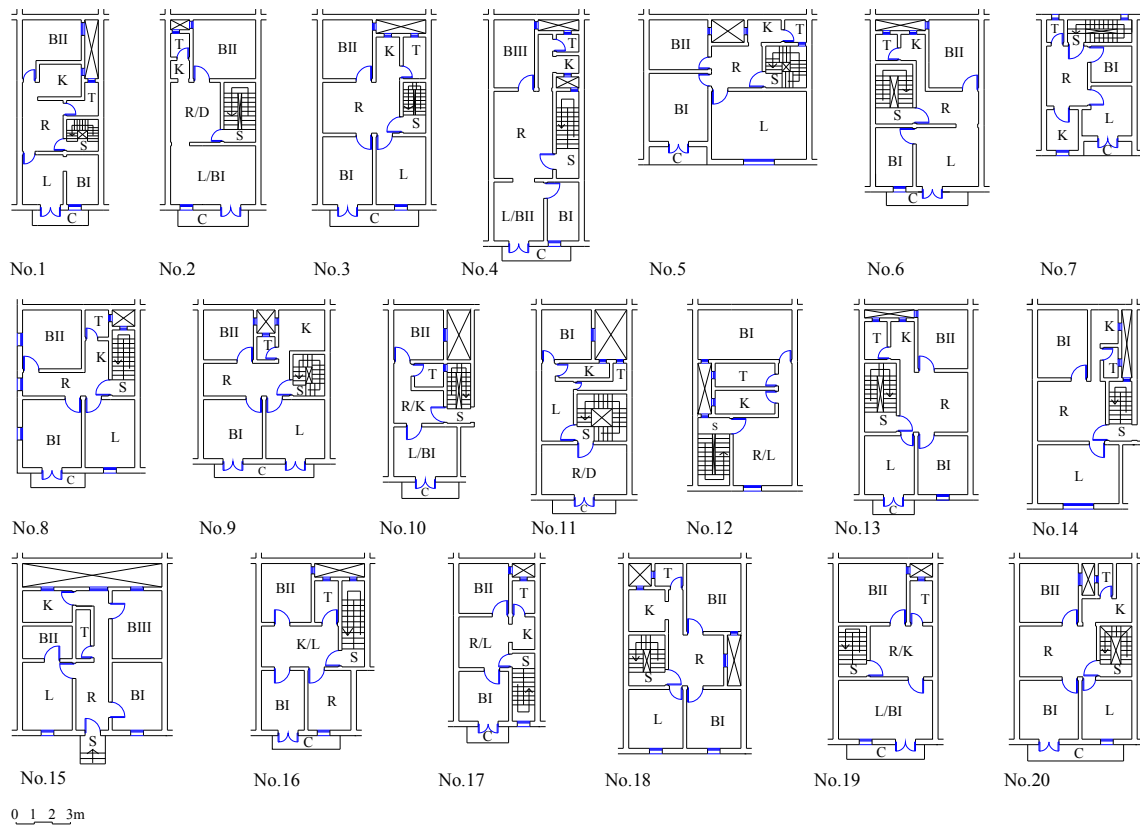 BII
K
T
R
S
L
BI
C
No.1
T
BII
K
R/D
S
L/BI
C
No.2
BII
K
T
R
S
BI
L
C
No.3
BIII
T
K
R
S
L/BII
BI
C
No.4
BII
K
T
R
S
BI
L
C
No.5
T
K
BII
S
R
BI
L
C
No.6
T
S
R
BI
L
K
C
No.7
BII
T
K
R
S
BI
L
C
No.8
BII
K
T
R
S
BI
L
C
No.9
BII
T
R/K
S
L/BI
C
No.10
BI
K
T
L
S
R/D
C
No.11
BII
T
K
S
R/L
No.12
T
K
BII
S
R
L
BI
C
No.13
BI
K
T
R
S
L
No.14
K
BII
T
BIII
L
R
BI
S
No.15
BII
T
K/L
S
BI
R
C
No.16
BII
T
R/L
K
S
BI
C
No.17
T
BII
K
S
R
L
BI
No.18
BII
T
S
R/K
L/BI
C
No.19
BII
T
K
R
S
BI
L
C
No.20
0 1 2 3m